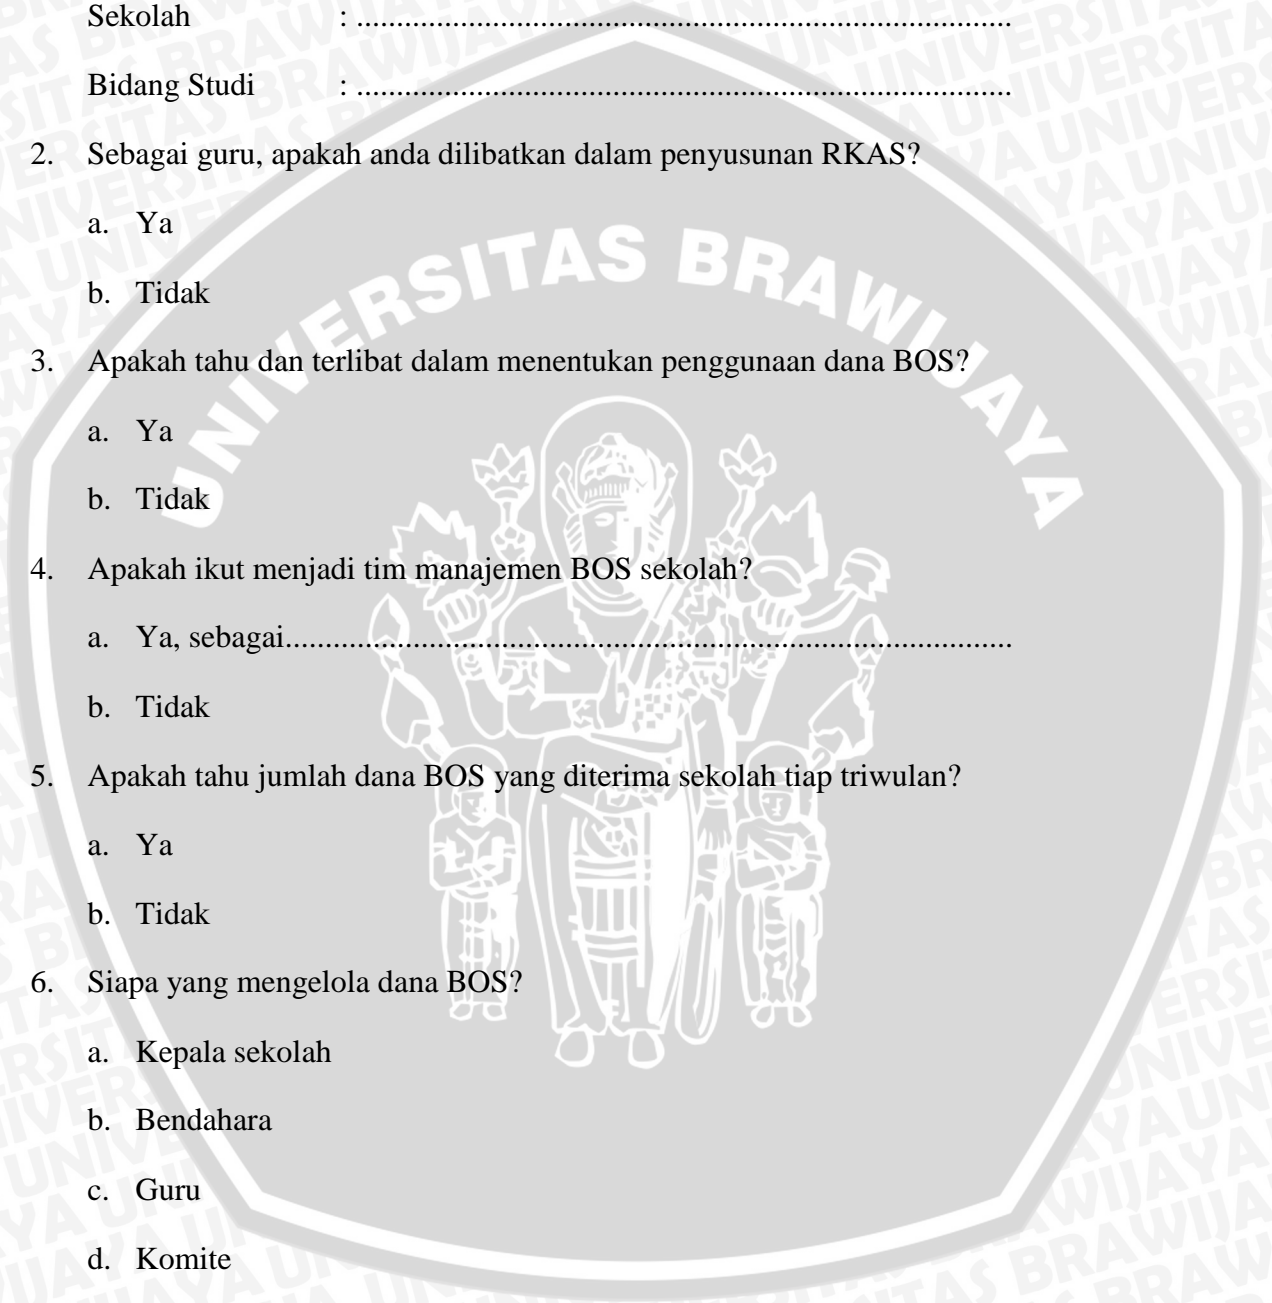 Sekolah : ..................................................................................
Bidang Studi : ..................................................................................
2. Sebagai guru, apakah anda dilibatkan dalam penyusunan RKAS?
a. Ya
b. Tidak
3. Apakah tahu dan terlibat dalam menentukan penggunaan dana BOS?
a. Ya
b. Tidak
4. Apakah ikut menjadi tim manajemen BOS sekolah?
a. Ya, sebagai...........................................................................................
b. Tidak
5. Apakah tahu jumlah dana BOS yang diterima sekolah tiap triwulan?
a. Ya
b. Tidak
6. Siapa yang mengelola dana BOS?
a. Kepala sekolah
b. Bendahara
c. Guru
d. Komite
UNIVERSITAS BRAWIJAYA